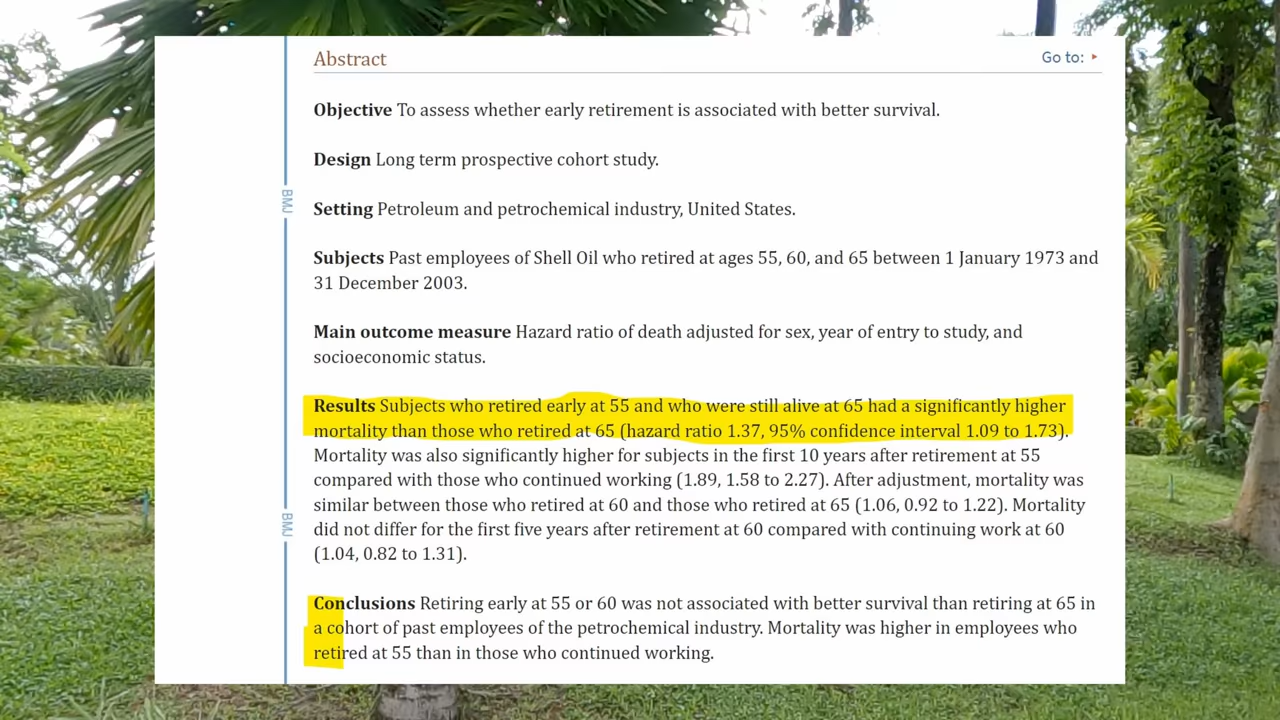 Abstract
Go to:
Objective To assess whether early retirement is associated with better survival.
Design Long term prospective cohort study.
BMJ
Setting Petroleum and petrochemical industry, United States.
Subjects Past employees of Shell Oil who retired at ages 55, 60, and 65 between 1 January 1973 and
31 December 2003.
Main outcome measure Hazard ratio of death adjusted for sex, year of entry to study, and
socioeconomic status.
Results Subjects who retired early at 55 and who were still alive at 65 had a significantly higher
mortality than those who retired at 65 (hazard ratio 1.37, 95% confidence interval 1.09 to 1.73).
Mortality was also significantly higher for subjects in the first 10 years after retirement at 55
compared with those who continued working (1.89, 1.58 to 2.27). After adjustment, mortality was
similar between those who retired at 60 and those who retired at 65 (1.06, 0.92 to 1.22). Mortality
BMJ
did not differ for the first five years after retirement at 60 compared with continuing work at 60
(1.04, 0.82 to 1.31).
Conclusions Retiring early at 55 or 60 was not associated with better survival than retiring at 65 in
a cohort of past employees of the petrochemical industry. Mortality was higher in employees who
retired at 55 than in those who continued working.